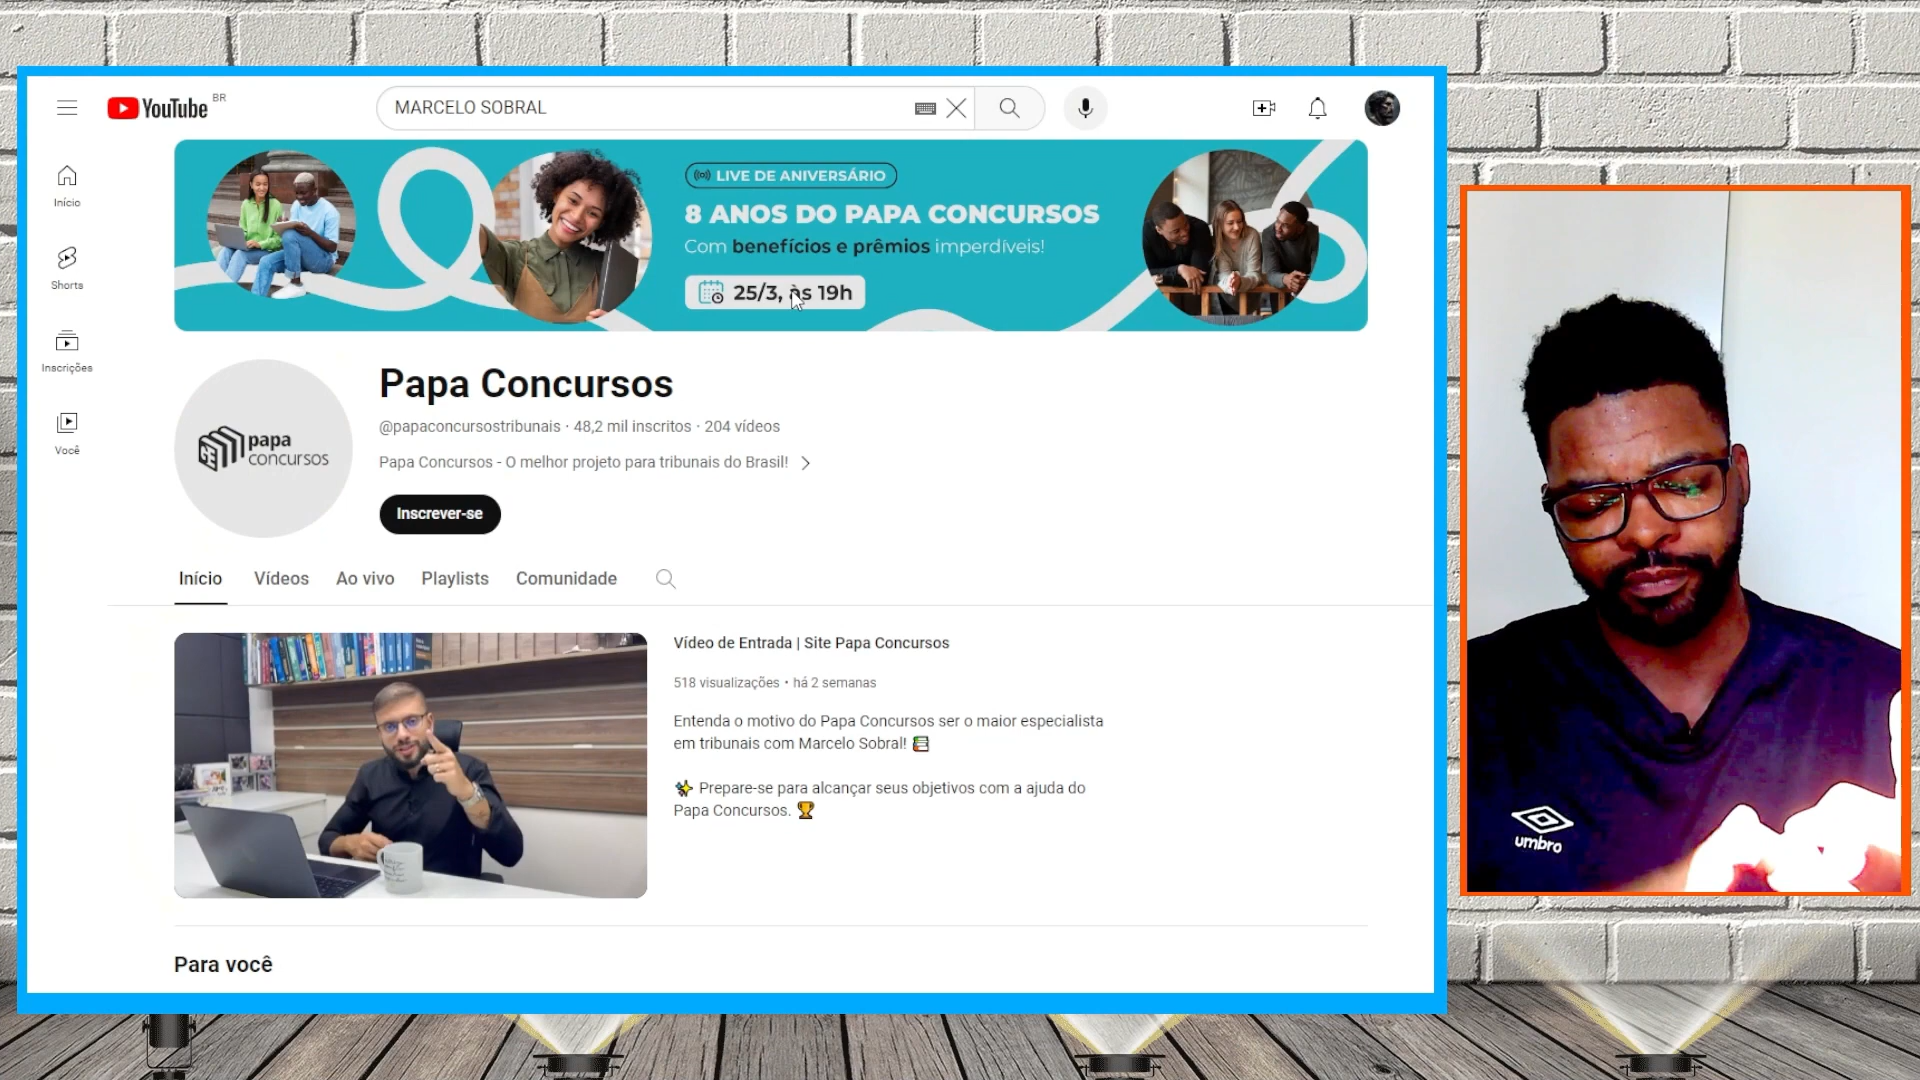 YouTube BR
MARCELO SOBRAL
Início
Shorts
Inscrições
Você
LIVE DE ANIVERSÁRIO
8 ANOS DO PAPA CONCURSOS
Com benefícios e prêmios imperdíveis!
25/3, às 19h
papa
concursos
Papa Concursos
@papaconcursostribunais · 48,2 mil inscritos · 204 vídeos
Papa Concursos - O melhor projeto para tribunais do Brasil!
Inscrever-se
Início Vídeos Ao vivo Playlists Comunidade
Vídeo de Entrada | Site Papa Concursos
518 visualizações • há 2 semanas
Entenda o motivo do Papa Concursos ser o maior especialista
em tribunais com Marcelo Sobral! 📚
✨ Prepare-se para alcançar seus objetivos com a ajuda do
Papa Concursos. 🏆
Para você
umbro